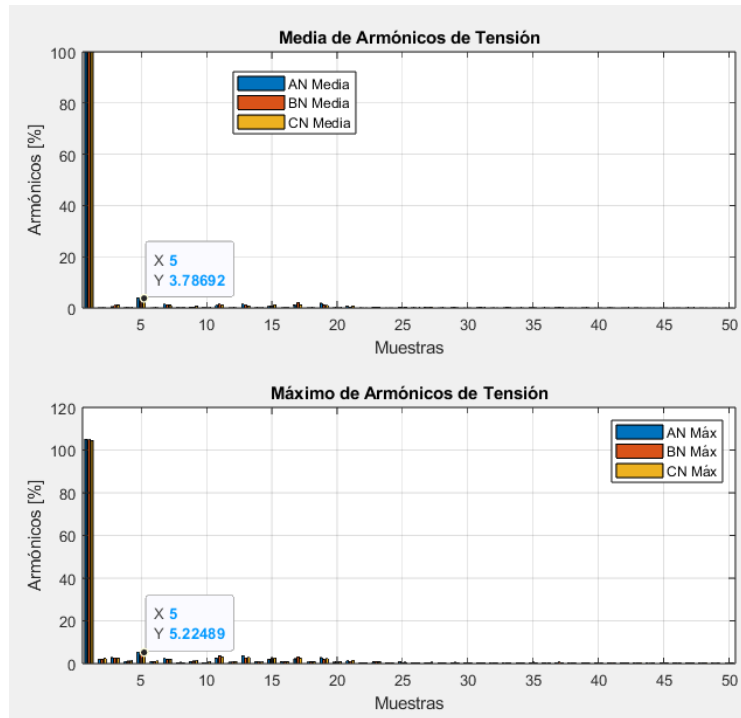 Media de Armónicos de Tensión
100
80
60
40
20
0
Armónicos [%]
AN Media
BN Media
CN Media
X 5
Y 3.78692
5 10 15 20 25 30 35 40 45 50
Muestras
Máximo de Armónicos de Tensión
120
100
80
60
40
20
0
Armónicos [%]
AN Máx
BN Máx
CN Máx
X 5
Y 5.22489
5 10 15 20 25 30 35 40 45 50
Muestras